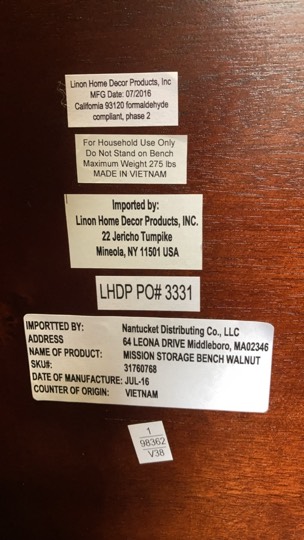 Linon Home Decor Products, Inc
MFG Date: 07/2016
California 93120 formaldehyde
compliant, phase 2
For Household Use Only
Do Not Stand on Bench
Maximum Weight 275 lbs
MADE IN VIETNAM
Imported by:
Linon Home Decor Products, INC.
22 Jericho Turnpike
Mineola, NY 11501 USA
LHDP PO# 3331
IMPORTTED BY: Nantucket Distributing Co., LLC
ADDRESS 64 LEONA DRIVE Middleboro, MA02346
NAME OF PRODUCT: MISSION STORAGE BENCH WALNUT
SKU#: 31760768
DATE OF MANUFACTURE: JUL-16
COUNTER OF ORIGIN: VIETNAM
1
98362
V38